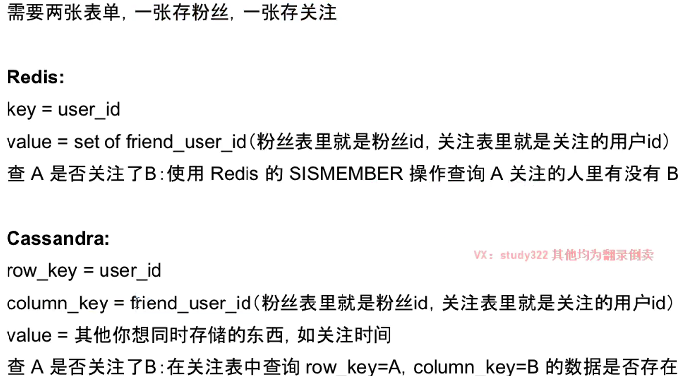 需要两张表单，一张存粉丝，一张存关注
Redis:
key = user_id
value = set of friend_user_id（粉丝表里就是粉丝id，关注表里就是关注的用户id）
查 A 是否关注了B：使用 Redis 的 SISMEMBER 操作查询 A 关注的人里有没有 B
Cassandra:
VX：study322 其他均为翻录倒卖
row_key = user_id
column_key = friend_user_id（粉丝表里就是粉丝id，关注表里就是关注的用户id）
value = 其他你想同时存储的东西，如关注时间
查 A 是否关注了B：在关注表中查询 row_key=A, column_key=B 的数据是否存在